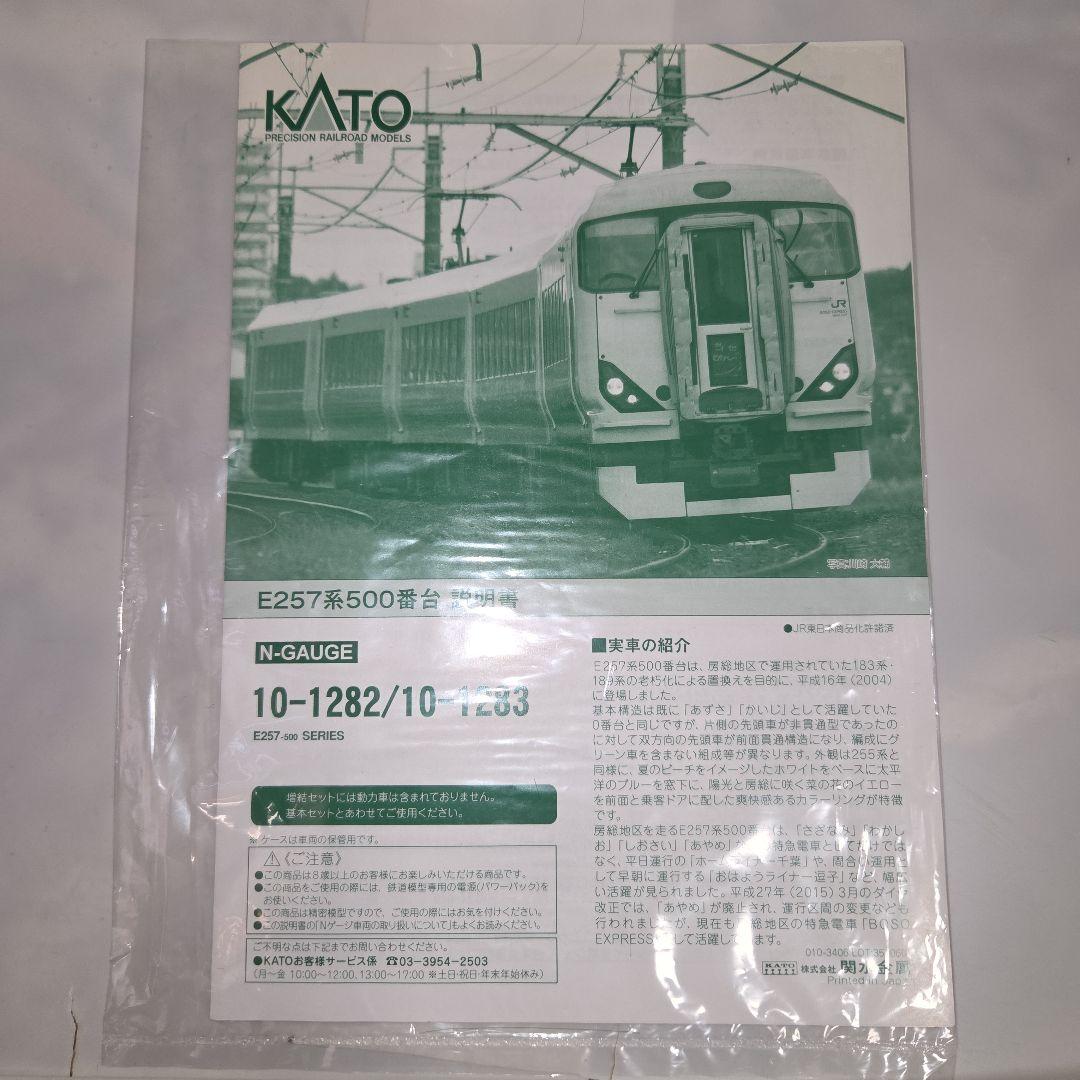 KATO
PRECISION RAILROAD MODELS
JR
写真:川崎 大輔
E257系500番台 説明書
●JR東日本商品化許諾済
N-GAUGE
10-1282/10-1283
E257-500 SERIES
増結セットには動力車は含まれておりません。
基本セットとあわせてご使用ください。
※ ケースは車両の保管用です。
⚠《ご注意》
●この商品は8歳以上のお客様にお楽しみいただける商品です。
●この商品をご使用の際には、鉄道模型専用の電源(パワーパック)を
お使いください。
●この商品は精密模型ですので、ご使用の際にはお気を付けください。
●この説明書の「Nゲージ車両の取り扱いについて」もよくお読みください。
ご不明な点は下記までお問い合わせください。
●KATOお客様サービス係 ☎03-3954-2503
(月〜金 10:00〜12:00、13:00〜17:00 ※土日・祝日・年末年始休み)
■実車の紹介
E257系500番台は、房総地区で運用されていた183系・
189系の老朽化による置換えを目的に、平成16年(2004)
に登場しました。
基本構造は既に「あずさ」「かいじ」として活躍していた
0番台と同じですが、片側の先頭車が非貫通型であったの
に対して双方向の先頭車が前面貫通構造になり、編成にグ
リーン車を含まない組成等が異なります。外観は255系と
同様に、夏のビーチをイメージしたホワイトをベースに太平
洋のブルーを窓下に、陽光と房総に咲く菜の花のイエロー
を前面と乗客ドアに配した爽快感あるカラーリングが特徴
です。
房総地区を走るE257系500番台は、「さざなみ」「わかし
お」「しおさい」「あやめ」 特急電車としてだけでは
なく、平日運行の「ホームライナー千葉」や、間合い運用と
して早朝に運行する「おはようライナー逗子」など、幅広
い活躍が見られました。平成27年(2015)3月のダイヤ
改正では、「あやめ」が廃止され、運行区間の変更なども
行われましたが、現在も房総地区の特急電車「BOSO
EXPRESS」として活躍しています。
010-3406 LOT
KATO 株式会社 関水金属
Printed in Japan